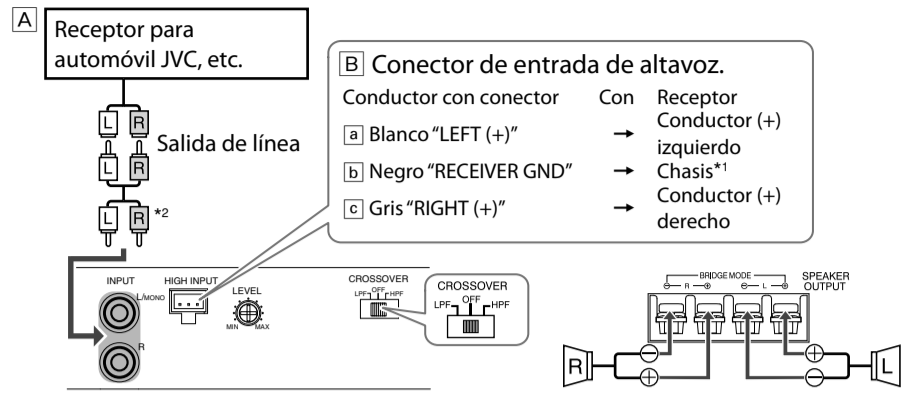 A
Receptor para
automóvil JVC, etc.
L R
Salida de línea
L R
L R *2
B Conector de entrada de altavoz.
Conductor con conector Con Receptor
a Blanco “LEFT (+)” → Conductor (+) izquierdo
b Negro “RECEIVER GND” → Chasis*1
c Gris “RIGHT (+)” → Conductor (+) derecho
INPUT
L/MONO
R
HIGH INPUT
LEVEL
MIN MAX
CROSSOVER
LPF OFF HPF
CROSSOVER
LPF OFF HPF
BRIDGE MODE
⊖ R ⊕ ⊖ L ⊕
SPEAKER
OUTPUT
R ⊖ ⊕ ⊕ ⊖ L